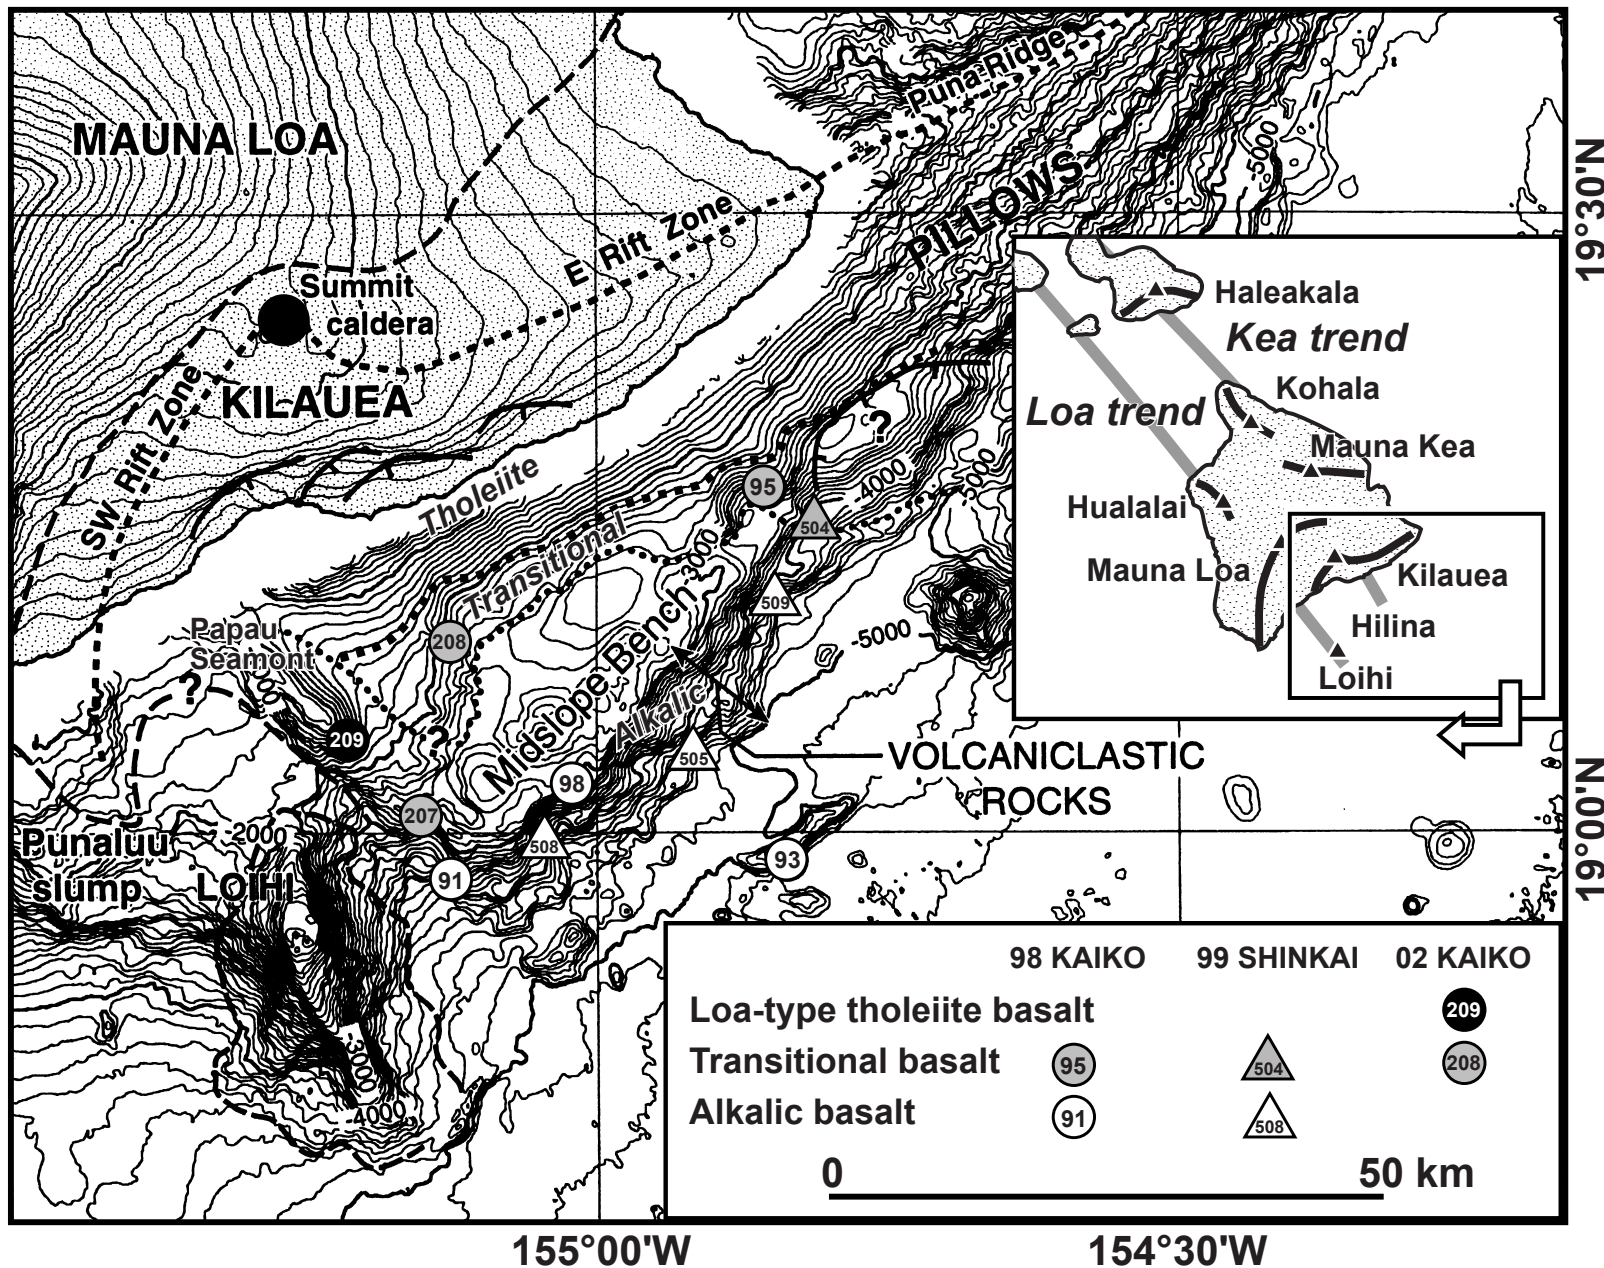 MAUNA LOA
Puna Ridge
-5000
PILLOWS
E Rift Zone
Summit
caldera
KILAUEA
SW Rift Zone
Tholeiite
Transitional
Papau
Seamont
?
?
?
95
504
509
208
209
207
98
505
508
91
93
-4000
-5000
-3000
-5000
Midslope Bench
Alkalic
VOLCANICLASTIC
ROCKS
-2000
Punaluu
slump
LOIHI
-3000
-4000
Haleakala
Kea trend
Kohala
Loa trend
Mauna Kea
Hualalai
Mauna Loa
Kilauea
Hilina
Loihi
98 KAIKO 99 SHINKAI 02 KAIKO
Loa-type tholeiite basalt 209
Transitional basalt 95 504 208
Alkalic basalt 91 508
0 50 km
19°30'N
19°00'N
155°00'W 154°30'W